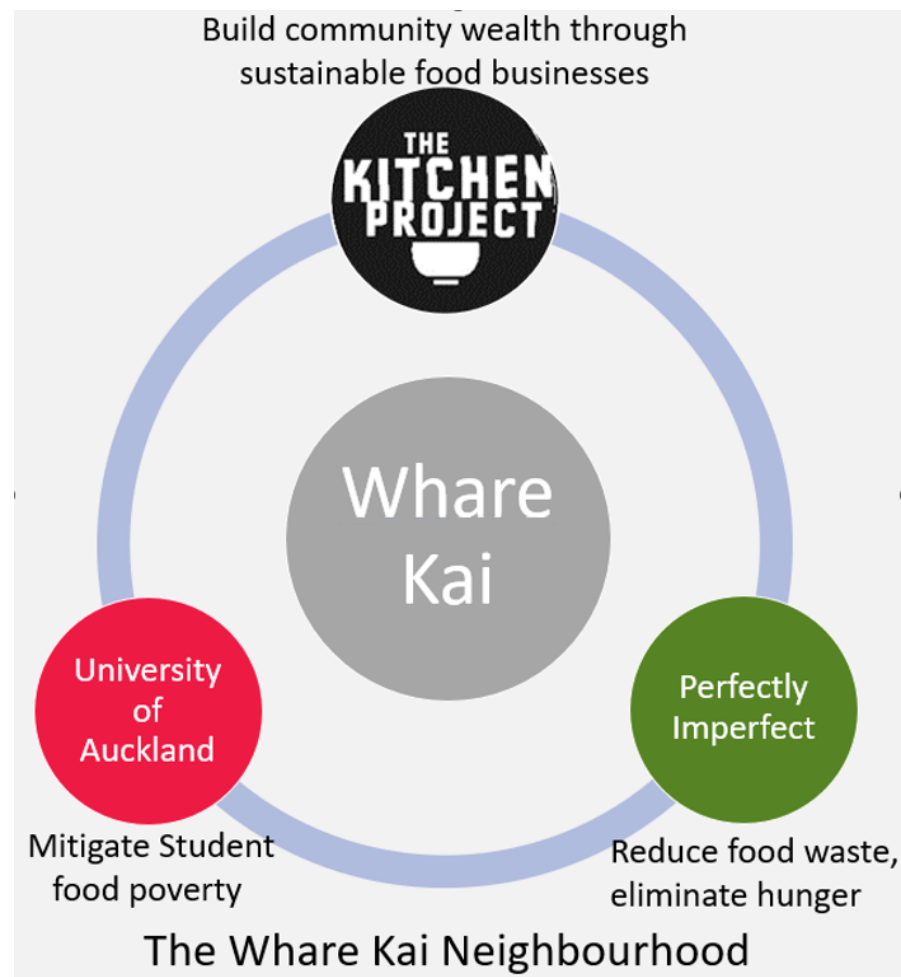 Build community wealth through
sustainable food businesses
THE
KITCHEN
PROJECT
Whare
Kai
University
of
Auckland
Perfectly
Imperfect
Mitigate Student
food poverty
Reduce food waste,
eliminate hunger
The Whare Kai Neighbourhood